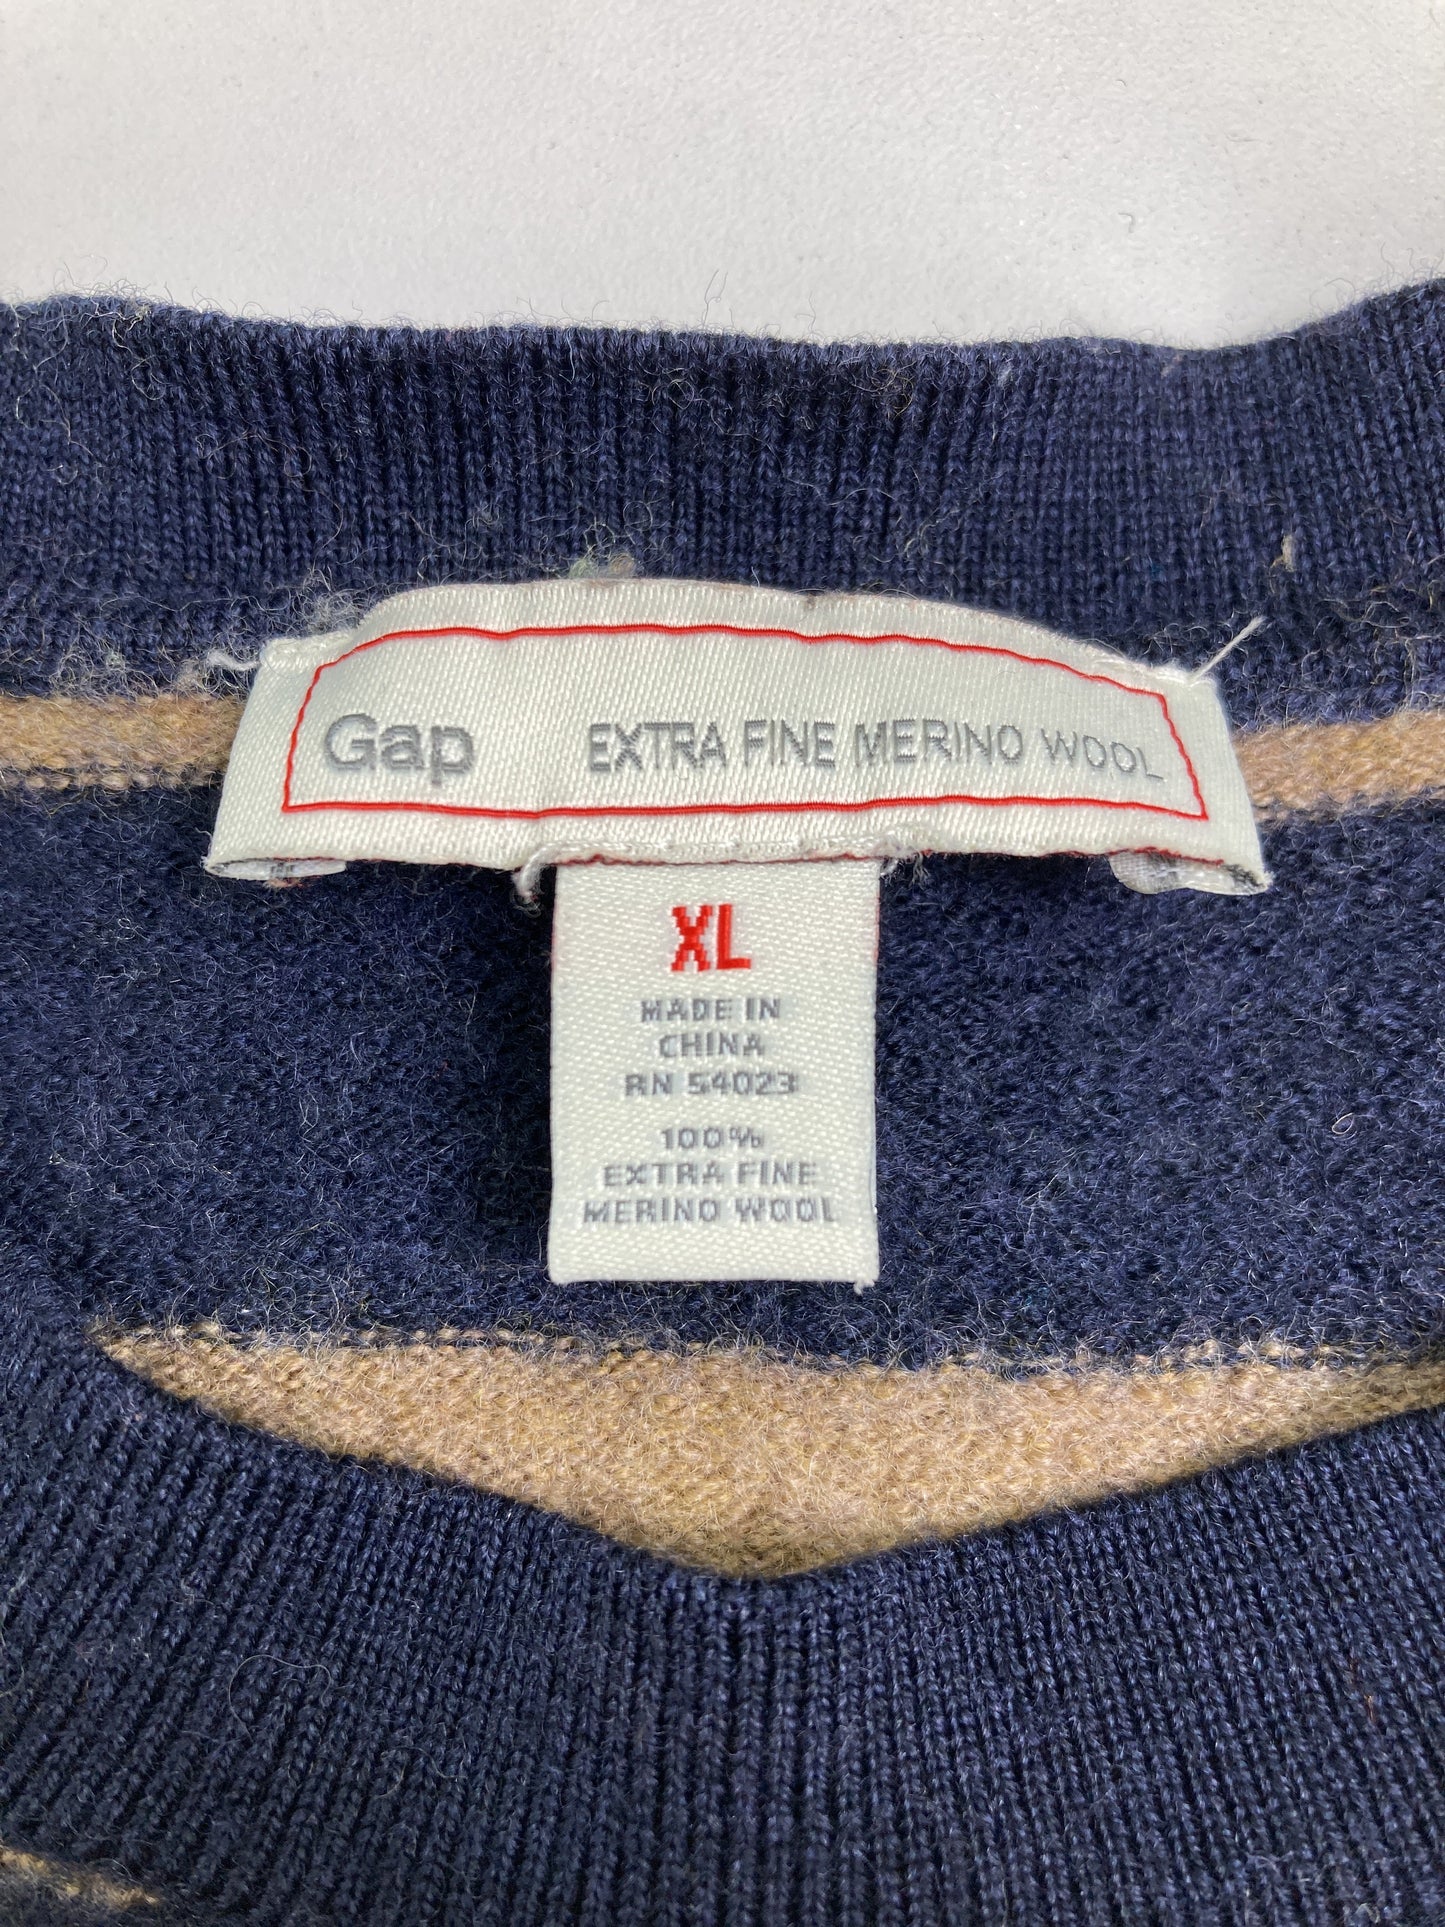 Gap EXTRA FINE MERINO WOOL
XL
MADE IN
CHINA
RN 54023
100%
EXTRA FINE
MERINO WOOL